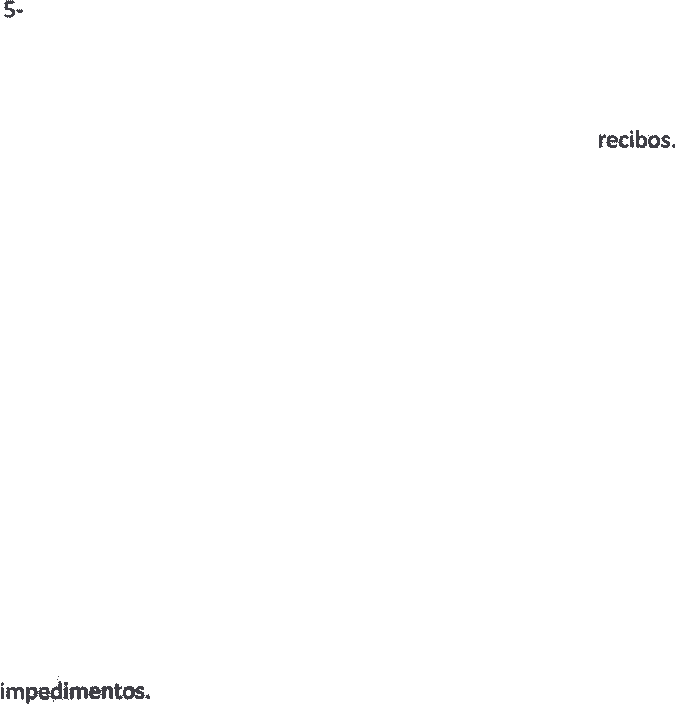 5-
recibos.
impedimentos.